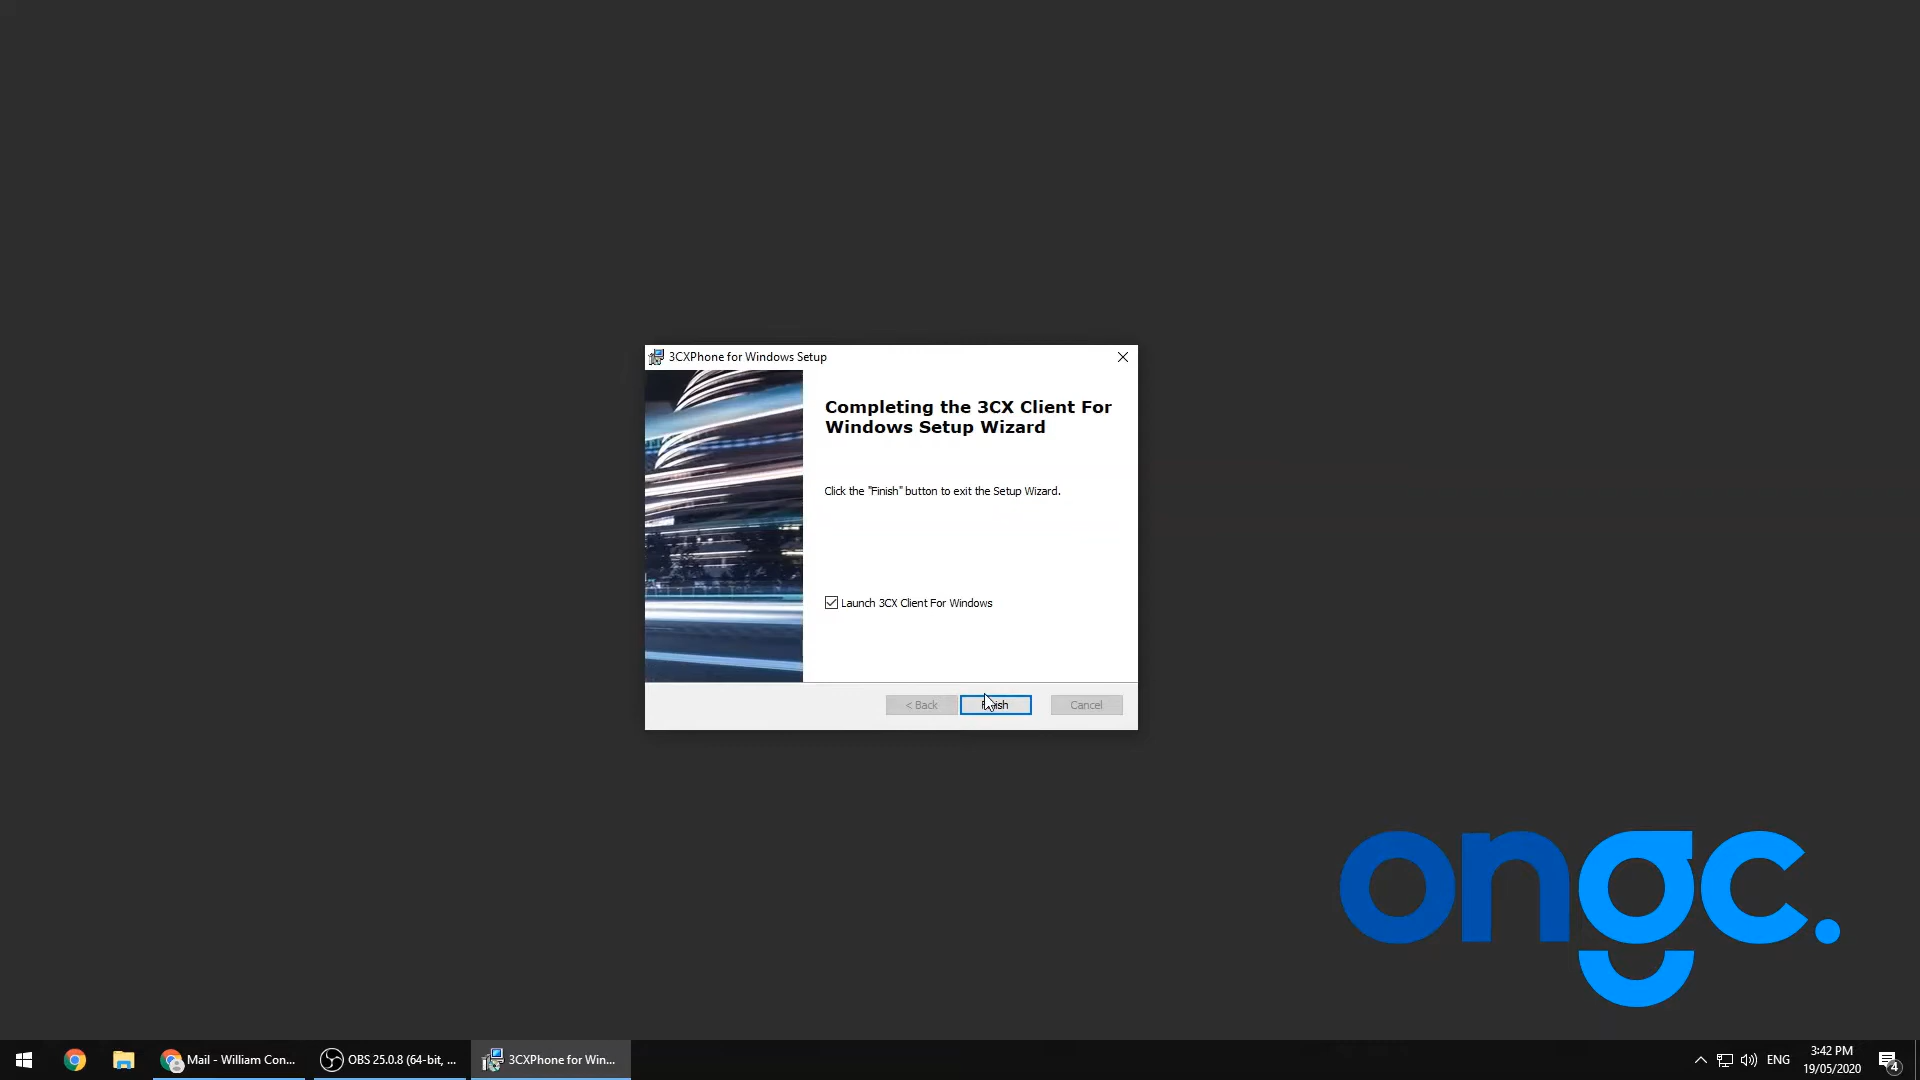 3CXPhone for Windows Setup
Completing the 3CX Client For
Windows Setup Wizard
Click the "Finish" button to exit the Setup Wizard.
Launch 3CX Client For Windows
< Back
Finish
Cancel
ongc.
Mail - William Con...
OBS 25.0.8 (64-bit, ...
3CXPhone for Win...
ENG
3:42 PM
19/05/2020
4